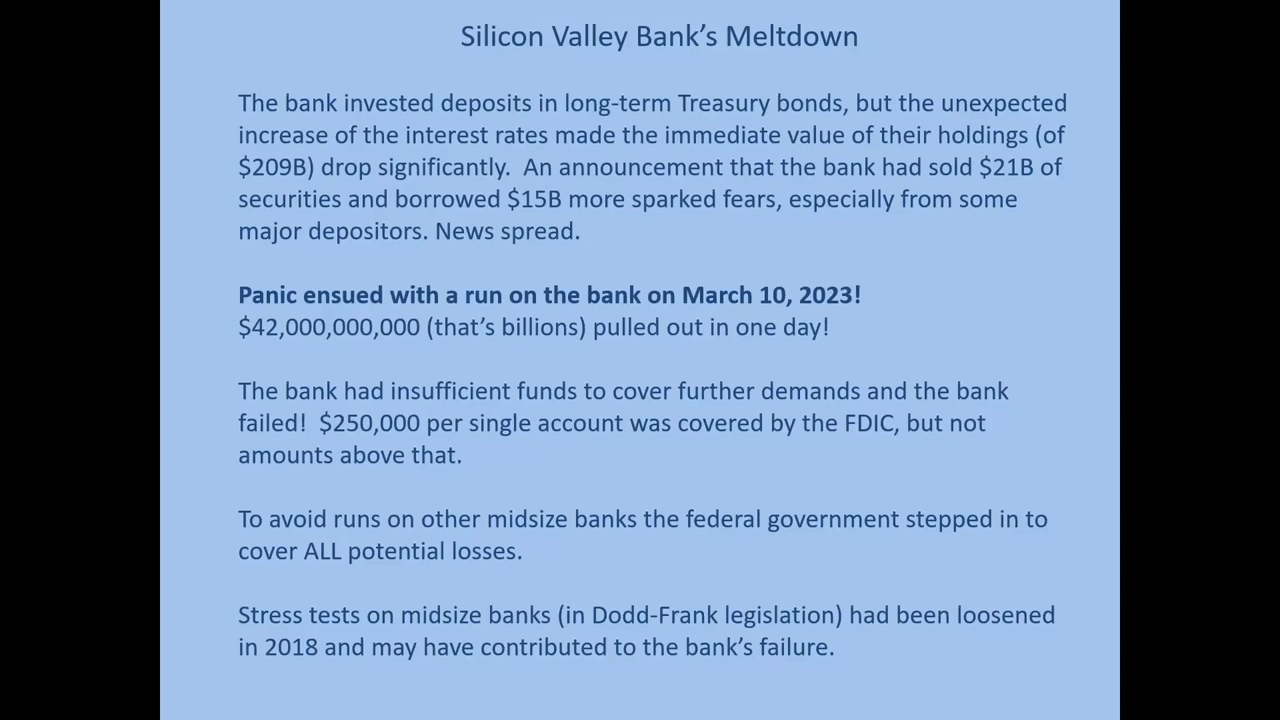 Silicon Valley Bank’s Meltdown
The bank invested deposits in long-term Treasury bonds, but the unexpected
increase of the interest rates made the immediate value of their holdings (of
$209B) drop significantly.  An announcement that the bank had sold $21B of
securities and borrowed $15B more sparked fears, especially from some
major depositors. News spread.
Panic ensued with a run on the bank on March 10, 2023!
$42,000,000,000 (that’s billions) pulled out in one day!
The bank had insufficient funds to cover further demands and the bank
failed!  $250,000 per single account was covered by the FDIC, but not
amounts above that.
To avoid runs on other midsize banks the federal government stepped in to
cover ALL potential losses.
Stress tests on midsize banks (in Dodd-Frank legislation) had been loosened
in 2018 and may have contributed to the bank’s failure.